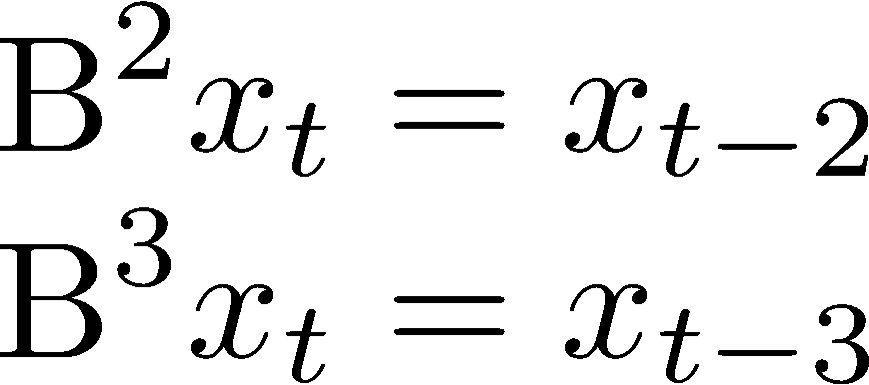 B²xₜ = xₜ₋₂
B³xₜ = xₜ₋₃